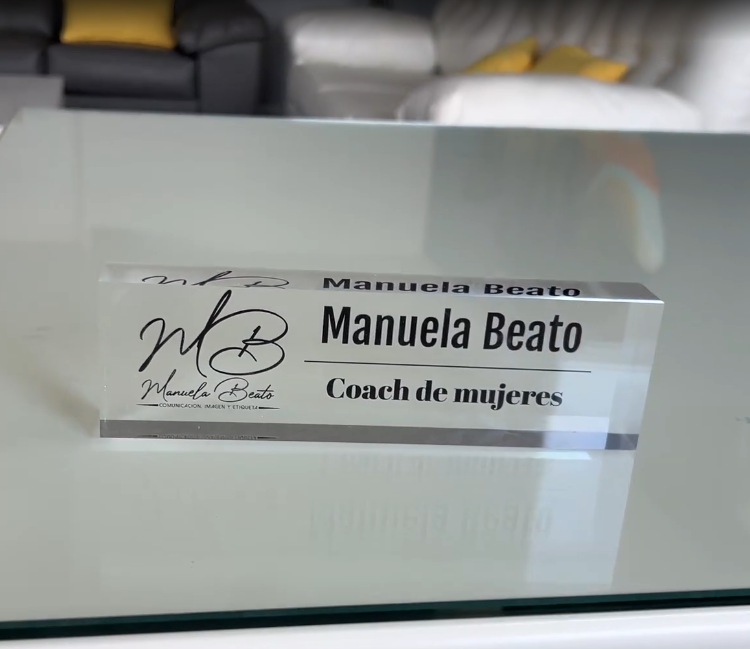 MB
Manuela Beato
COMUNICACIÓN, IMAGEN Y ETIQUETA
Manuela Beato
Coach de mujeres